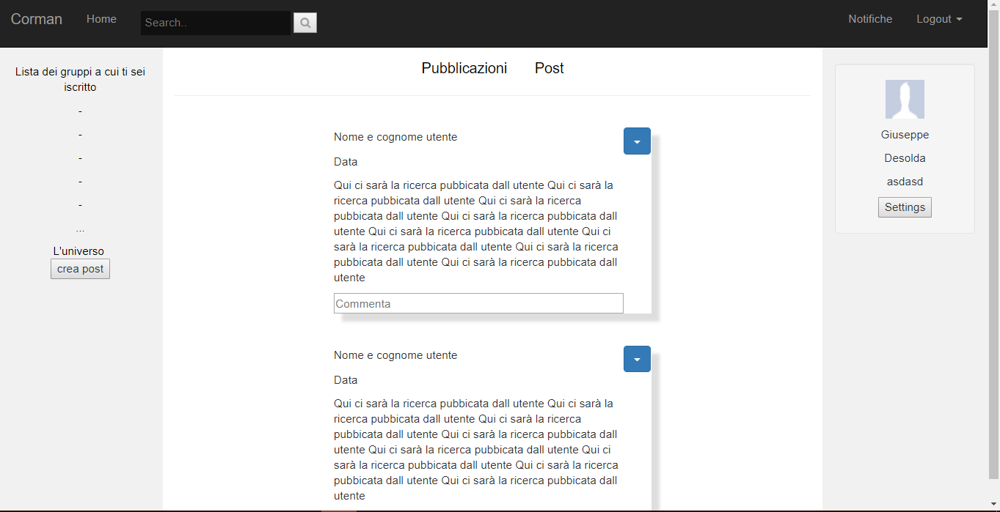 Corman Home Search.. Notifiche Logout
Lista dei gruppi a cui ti sei
iscritto
-
-
-
-
-
...
L'universo
crea post
Pubblicazioni Post
Nome e cognome utente
Data
Qui ci sarà la ricerca pubbicata dall utente Qui ci sarà la
ricerca pubbicata dall utente Qui ci sarà la ricerca
pubbicata dall utente Qui ci sarà la ricerca pubbicata dall
utente Qui ci sarà la ricerca pubbicata dall utente Qui ci
sarà la ricerca pubbicata dall utente Qui ci sarà la ricerca
pubbicata dall utente Qui ci sarà la ricerca pubbicata dall
utente
Commenta
Nome e cognome utente
Data
Qui ci sarà la ricerca pubbicata dall utente Qui ci sarà la
ricerca pubbicata dall utente Qui ci sarà la ricerca
pubbicata dall utente Qui ci sarà la ricerca pubbicata dall
utente Qui ci sarà la ricerca pubbicata dall utente Qui ci
sarà la ricerca pubbicata dall utente Qui ci sarà la ricerca
pubbicata dall utente Qui ci sarà la ricerca pubbicata dall
utente
Giuseppe
Desolda
asdasd
Settings